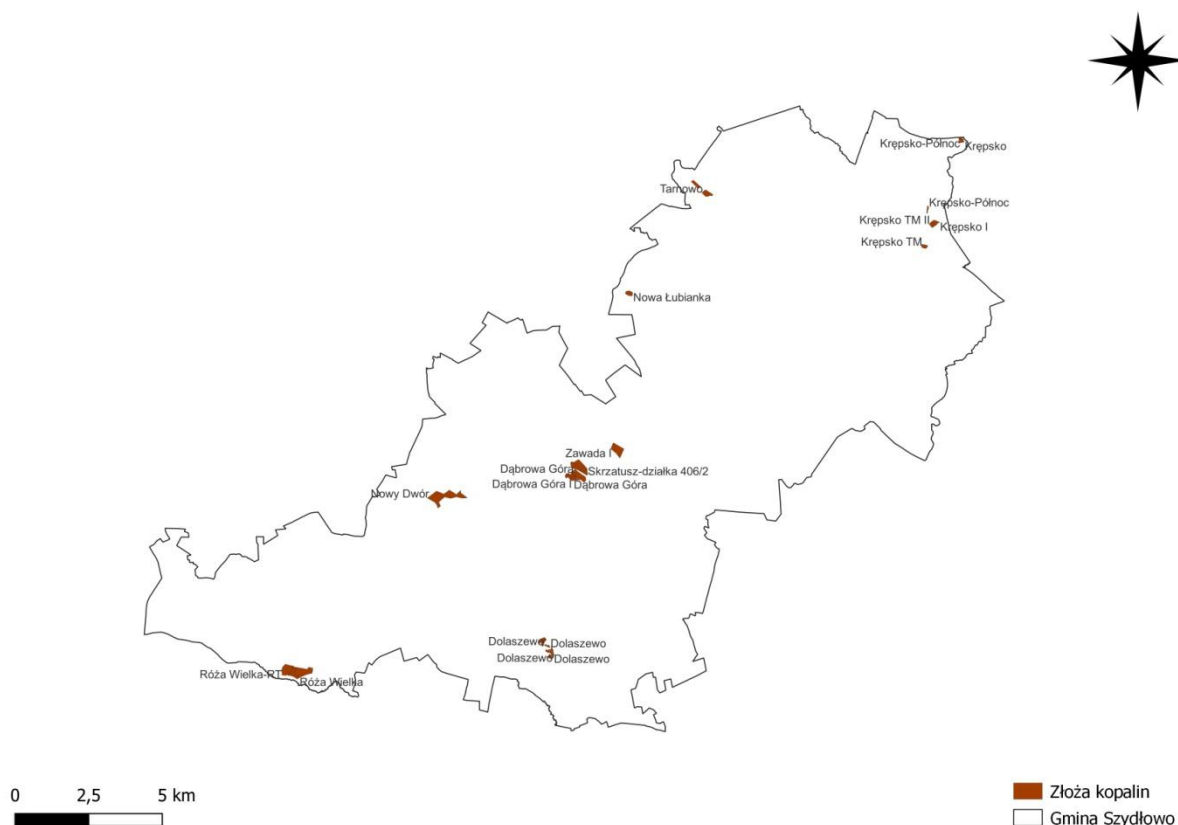 Krępsko-Północ
Krępsko
Tarnowo
Krępsko-Północ
Krępsko TM II
Krępsko I
Krępsko TM
Nowa Łubianka
Zawada I
Dąbrowa Góra
Skrzatusz-działka 406/2
Dąbrowa Góra I
Dąbrowa Góra
Nowy Dwór
Dolaszewo
Dolaszewo
Dolaszewo
Dolaszewo
Róża Wielka-RT
Róża Wielka
0 2,5 5 km
Złoża kopalin
Gmina Szydłowo